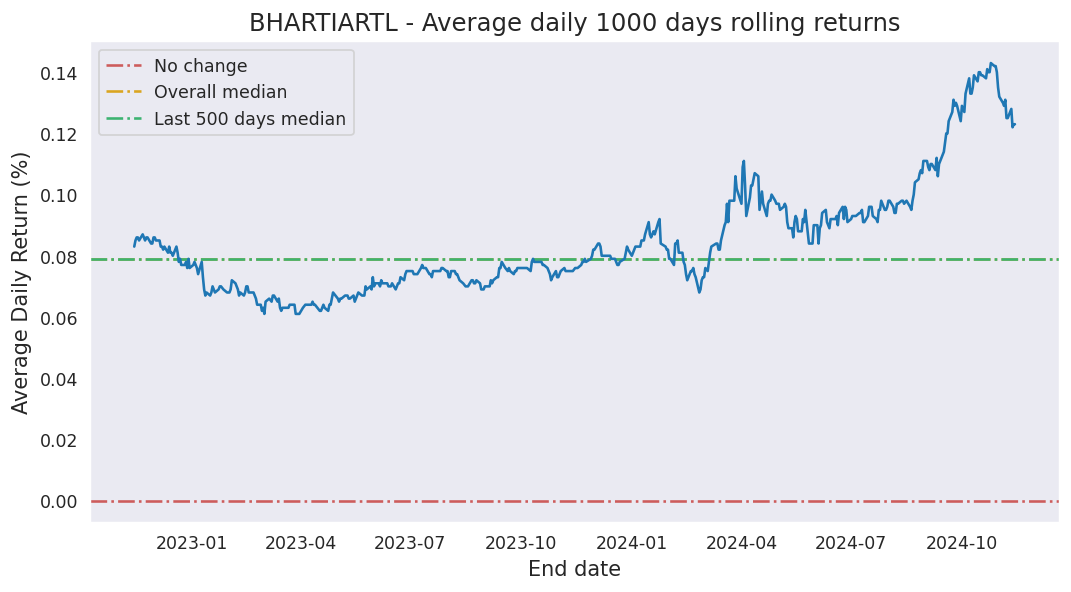 BHARTIARTL - Average daily 1000 days rolling returns
No change
Overall median
Last 500 days median
Average Daily Return (%)
0.14
0.12
0.10
0.08
0.06
0.04
0.02
0.00
2023-01 2023-04 2023-07 2023-10 2024-01 2024-04 2024-07 2024-10
End date